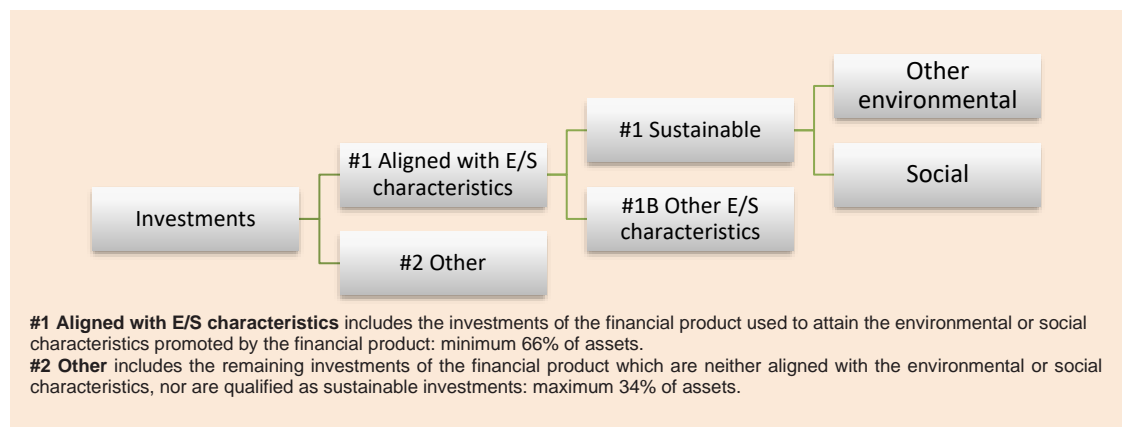 Investments
#1 Aligned with E/S
characteristics
#2 Other
#1 Sustainable
#1B Other E/S
characteristics
Other
environmental
Social
#1 Aligned with E/S characteristics includes the investments of the financial product used to attain the environmental or social
characteristics promoted by the financial product: minimum 66% of assets.
#2 Other includes the remaining investments of the financial product which are neither aligned with the environmental or social
characteristics, nor are qualified as sustainable investments: maximum 34% of assets.